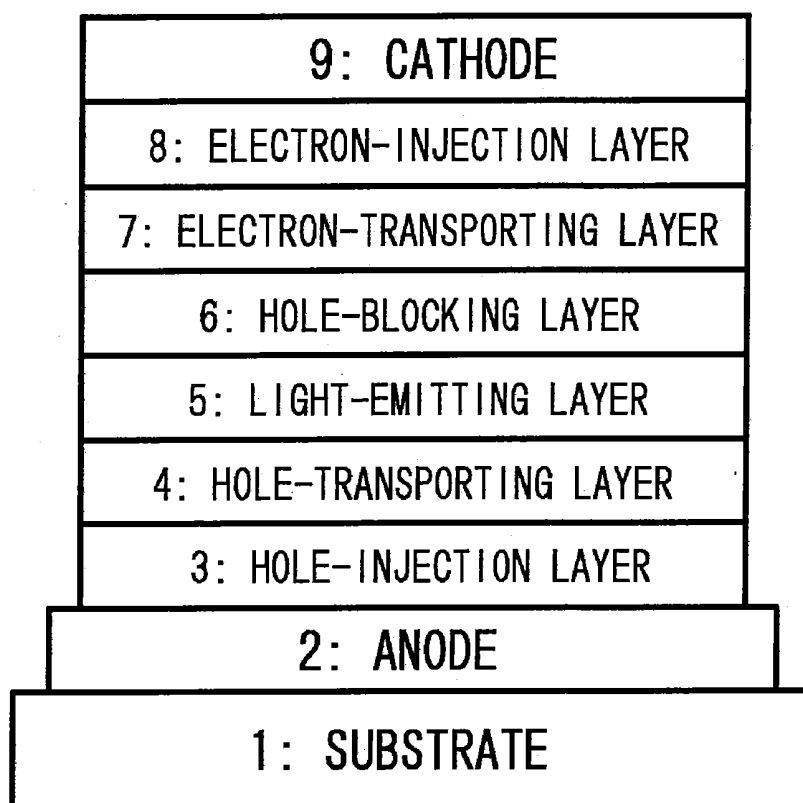 9: CATHODE
8: ELECTRON-INJECTION LAYER
7: ELECTRON-TRANSPORTING LAYER
6: HOLE-BLOCKING LAYER
5: LIGHT-EMITTING LAYER
4: HOLE-TRANSPORTING LAYER
3: HOLE-INJECTION LAYER
2: ANODE
1: SUBSTRATE